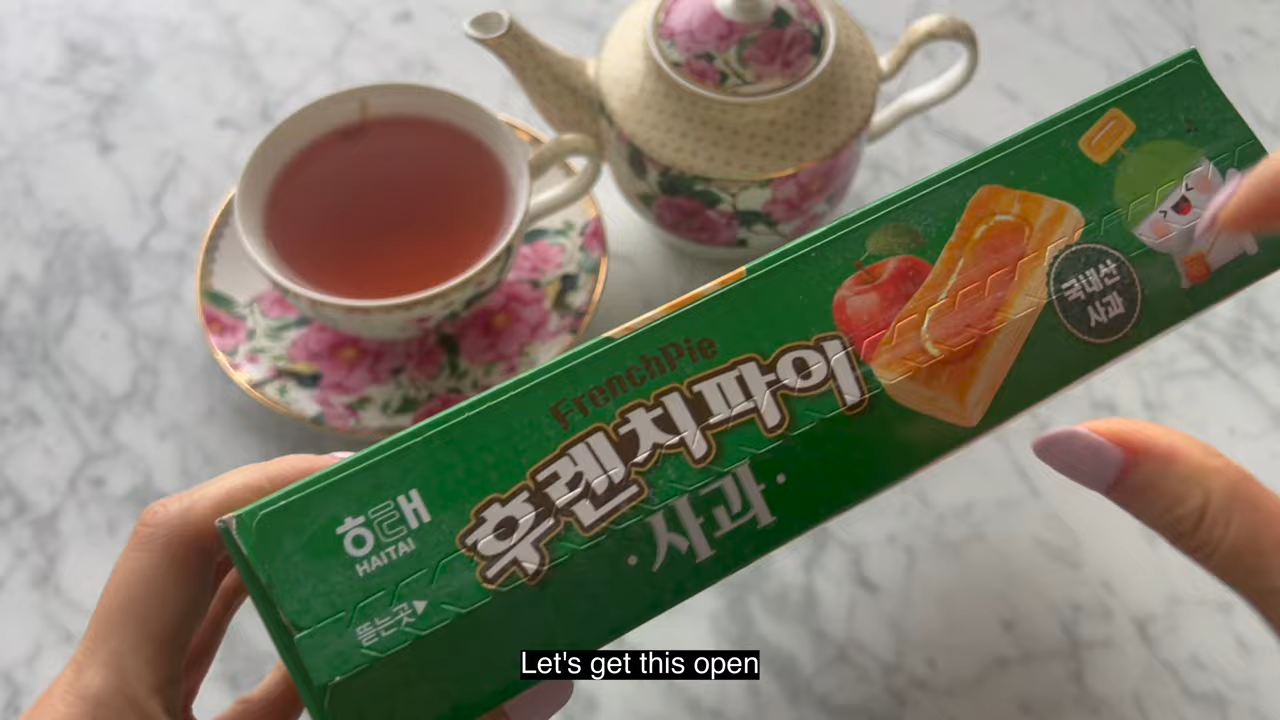 FrenchPie
후렌치파이
·사과·
국내산
사과
해태
HAITAI
뜯는곳▶
Let's get this open